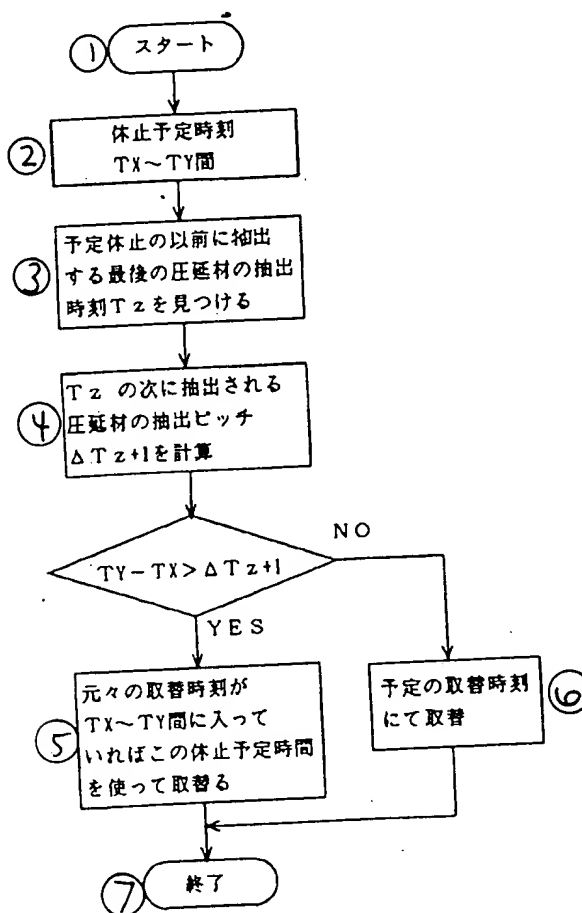 ① スタート
② 休止予定時刻
TX～TY間
③ 予定休止の以前に抽出
する最後の圧延材の抽出
時刻Tzを見つける
④ Tz の次に抽出される
圧延材の抽出ピッチ
ΔTz+1を計算
TY－TX＞ΔTz+1
NO
YES
⑤ 元々の取替時刻が
TX～TY間に入って
いればこの休止予定時間
を使って取替る
⑥ 予定の取替時刻
にて取替
⑦ 終了